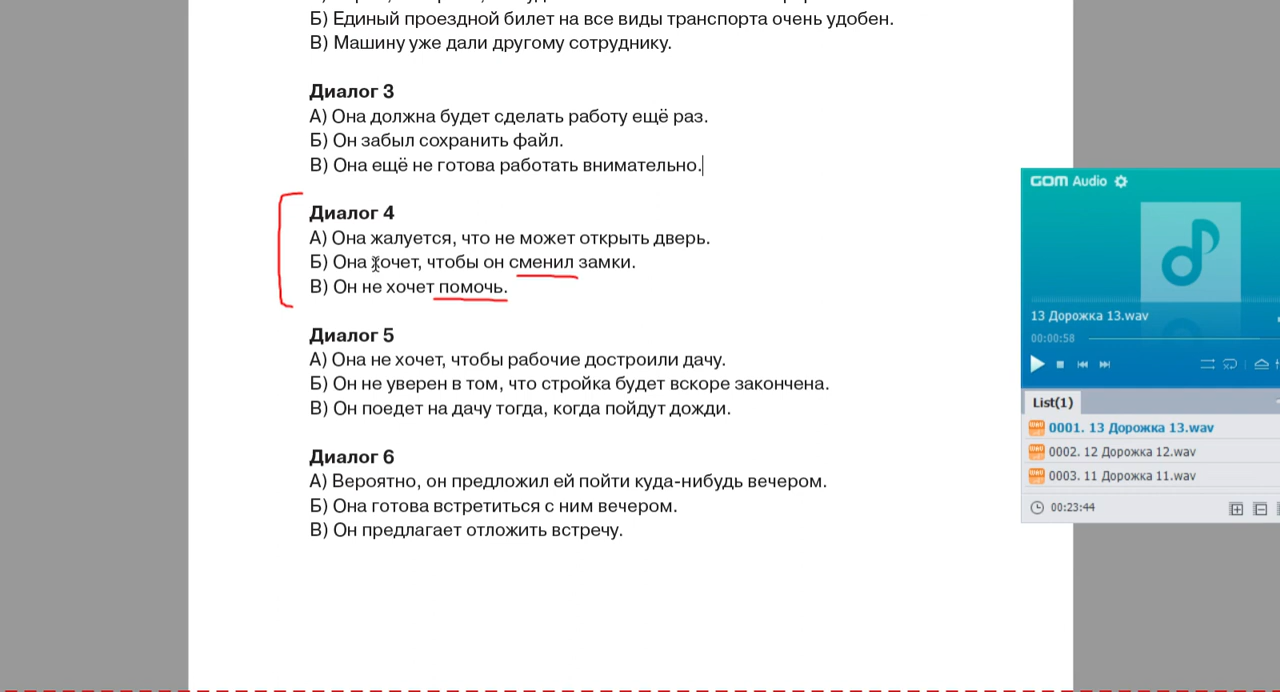 Б) Единый проездной билет на все виды транспорта очень удобен.
В) Машину уже дали другому сотруднику.
Диалог 3
А) Она должна будет сделать работу ещё раз.
Б) Он забыл сохранить файл.
В) Она ещё не готова работать внимательно.
Диалог 4
А) Она жалуется, что не может открыть дверь.
Б) Она хочет, чтобы он сменил замки.
В) Он не хочет помочь.
Диалог 5
А) Она не хочет, чтобы рабочие достроили дачу.
Б) Он не уверен в том, что стройка будет вскоре закончена.
В) Он поедет на дачу тогда, когда пойдут дожди.
Диалог 6
А) Вероятно, он предложил ей пойти куда-нибудь вечером.
Б) Она готова встретиться с ним вечером.
В) Он предлагает отложить встречу.
GOM Audio
13 Дорожка 13.wav
00:00:58
List(1)
0001. 13 Дорожка 13.wav
0002. 12 Дорожка 12.wav
0003. 11 Дорожка 11.wav
00:23:44